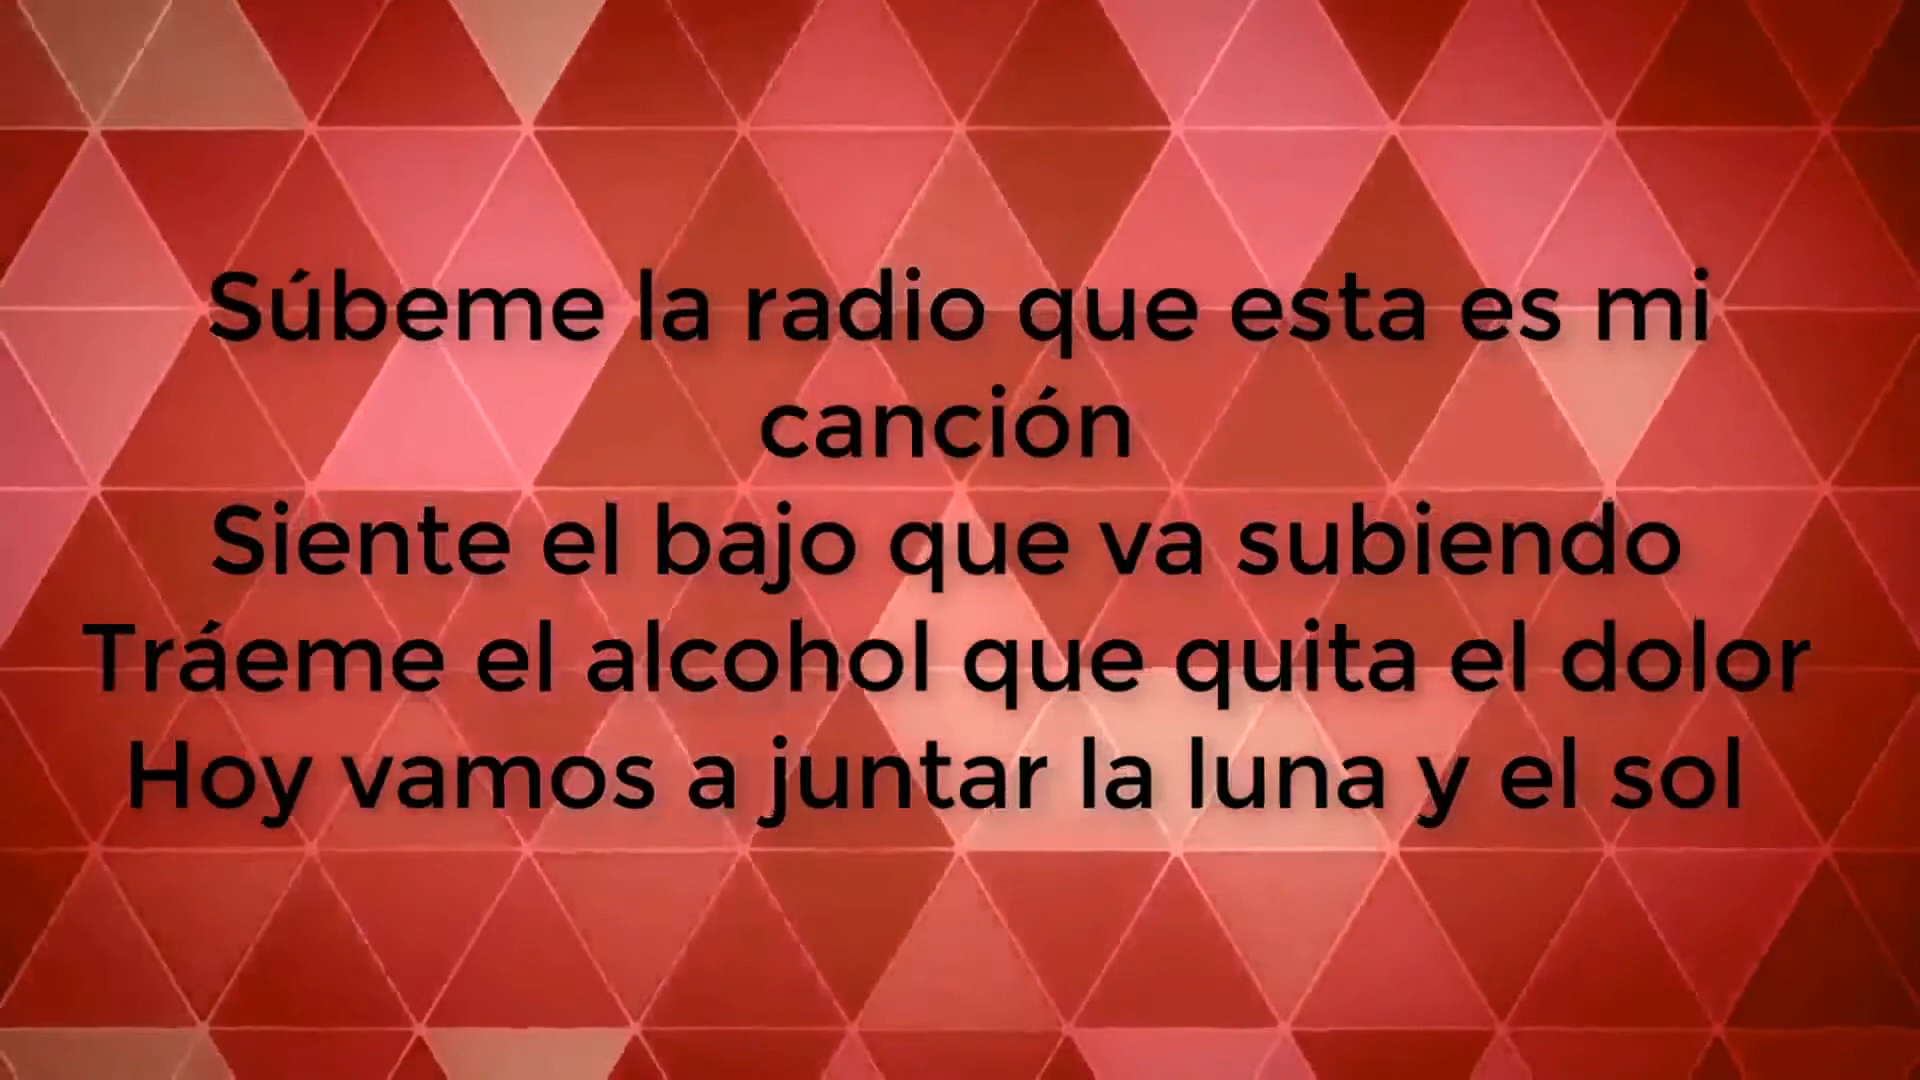 Súbeme la radio que esta es mi
canción
Siente el bajo que va subiendo
Tráeme el alcohol que quita el dolor
Hoy vamos a juntar la luna y el sol